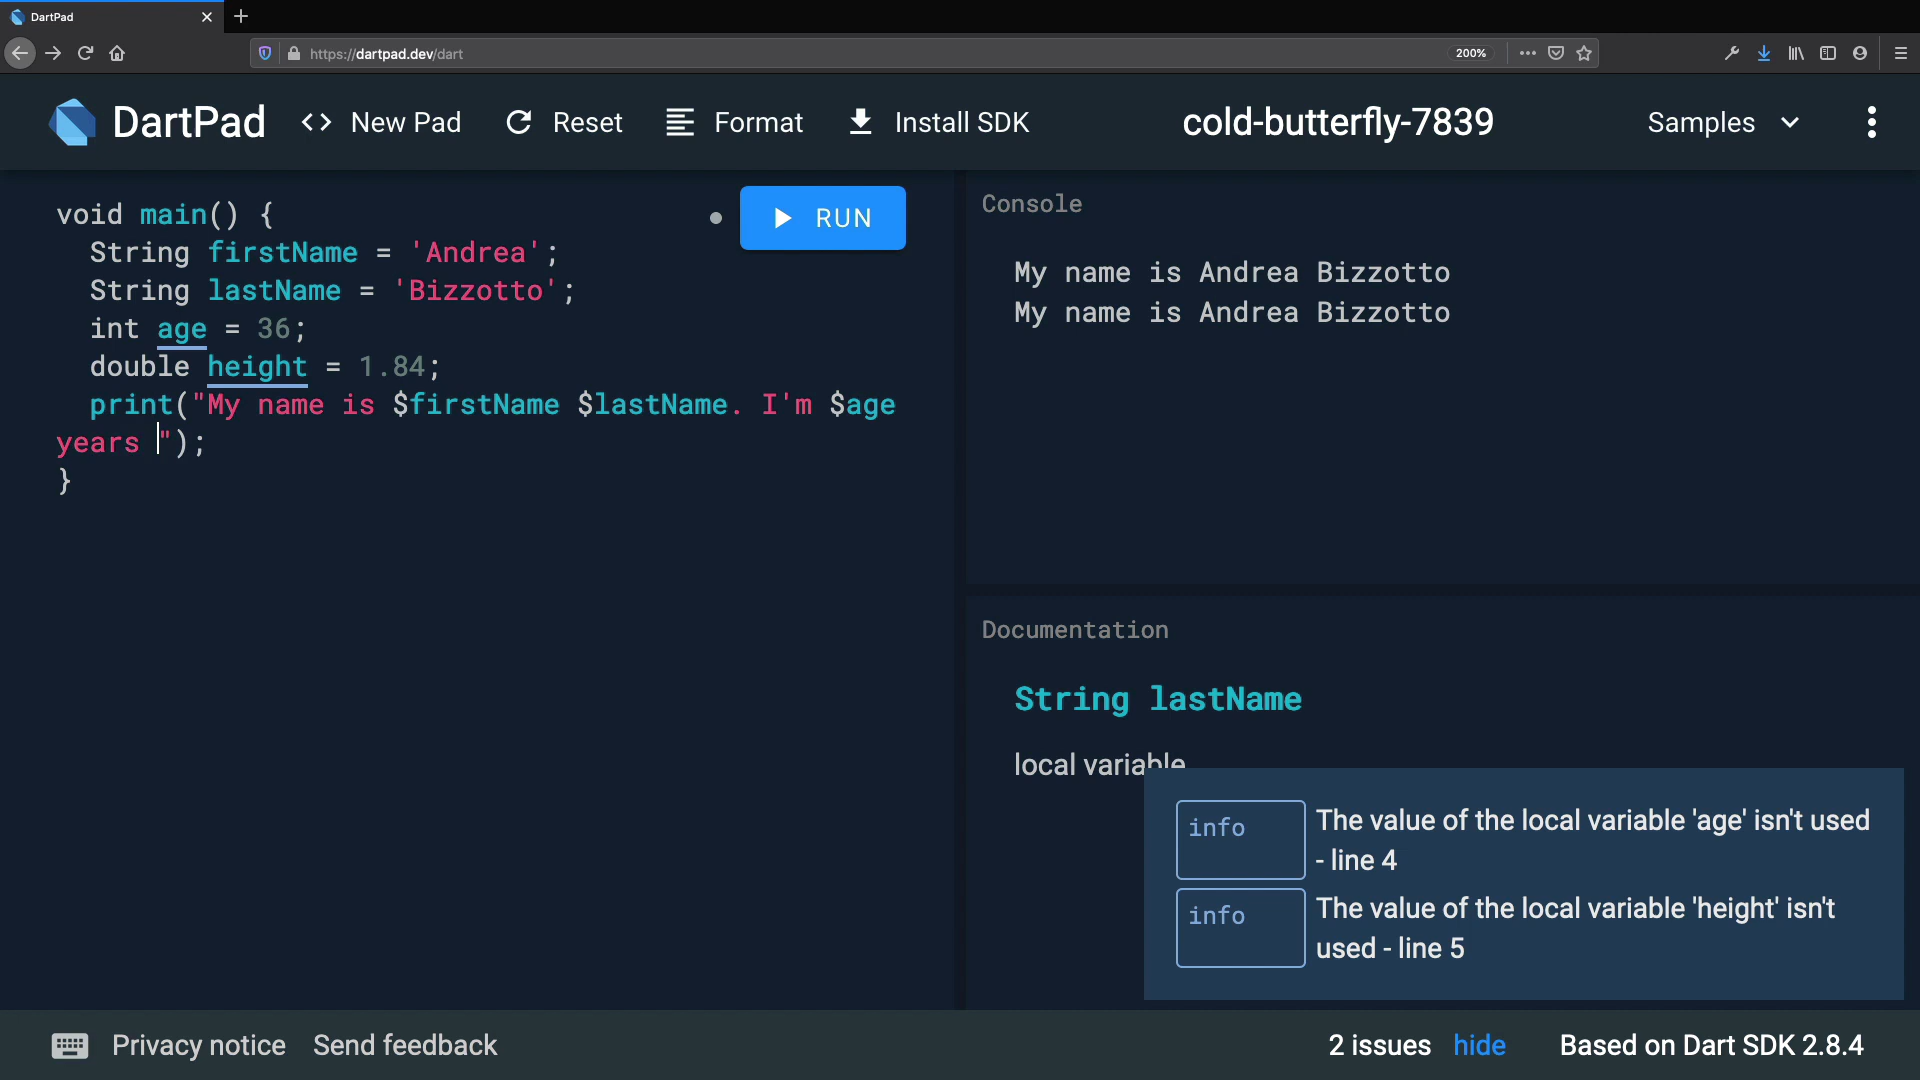 DartPad
https://dartpad.dev/dart
200%
DartPad
New Pad
Reset
Format
Install SDK
cold-butterfly-7839
Samples
void main() {
  String firstName = 'Andrea';
  String lastName = 'Bizzotto';
  int age = 36;
  double height = 1.84;
  print("My name is $firstName $lastName. I'm $age
years ");
}
RUN
Console
My name is Andrea Bizzotto
My name is Andrea Bizzotto
Documentation
String lastName
local variable
info
The value of the local variable 'age' isn't used
- line 4
info
The value of the local variable 'height' isn't
used - line 5
Privacy notice
Send feedback
2 issues
hide
Based on Dart SDK 2.8.4